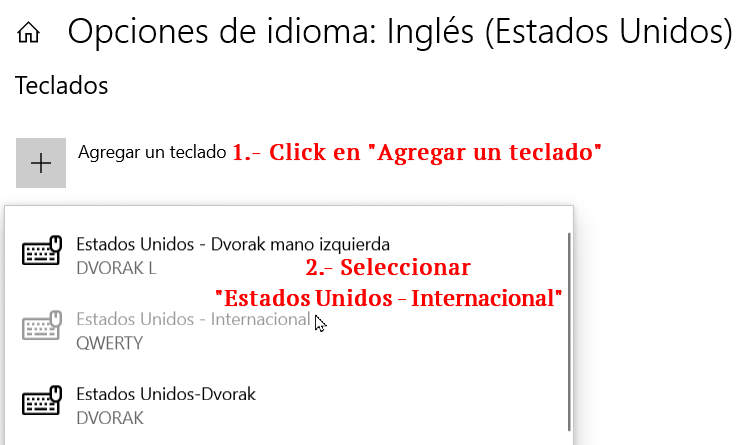 Opciones de idioma: Inglés (Estados Unidos)
Teclados
Agregar un teclado 1.- Click en "Agregar un teclado"
Estados Unidos - Dvorak mano izquierda
DVORAK L
2.- Seleccionar
"Estados Unidos - Internacional"
Estados Unidos - Internacional
QWERTY
Estados Unidos-Dvorak
DVORAK